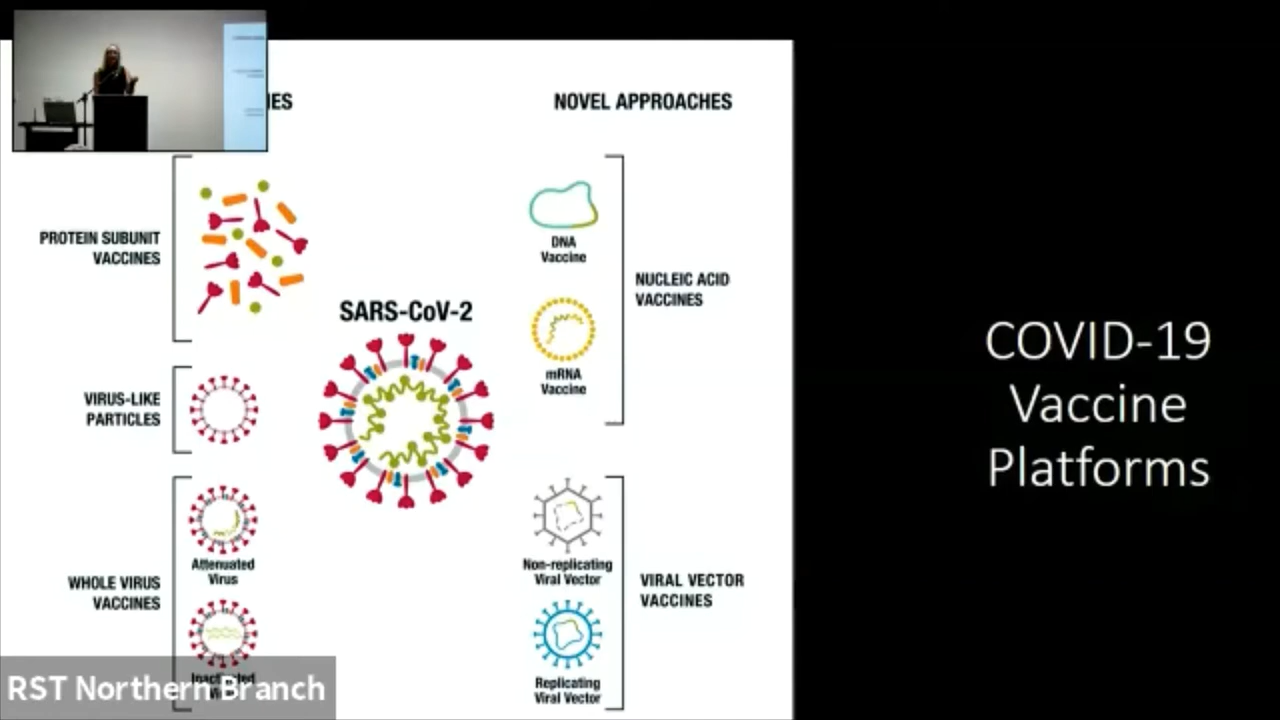 NOVEL APPROACHES
PROTEIN SUBUNIT
VACCINES
DNA
Vaccine
NUCLEIC ACID
VACCINES
SARS-CoV-2
mRNA
Vaccine
VIRUS-LIKE
PARTICLES
COVID-19
Vaccine
Platforms
Attenuated
Virus
WHOLE VIRUS
VACCINES
Non-replicating
Viral Vector
VIRAL VECTOR
VACCINES
Replicating
Viral Vector
RST Northern Branch